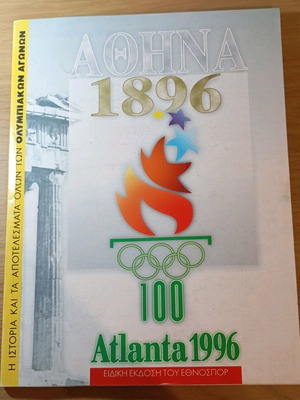 ΑΘΗΝΑ
1896
100
Atlanta 1996
ΕΙΔΙΚΗ ΕΚΔΟΣΗ ΤΟΥ ΕΘΝΟΣΠΟΡ
Η ΙΣΤΟΡΙΑ ΚΑΙ ΤΑ ΑΠΟΤΕΛΕΣΜΑΤΑ ΟΛΩΝ ΤΩΝ ΟΛΥΜΠΙΑΚΩΝ ΑΓΩΝΩΝ